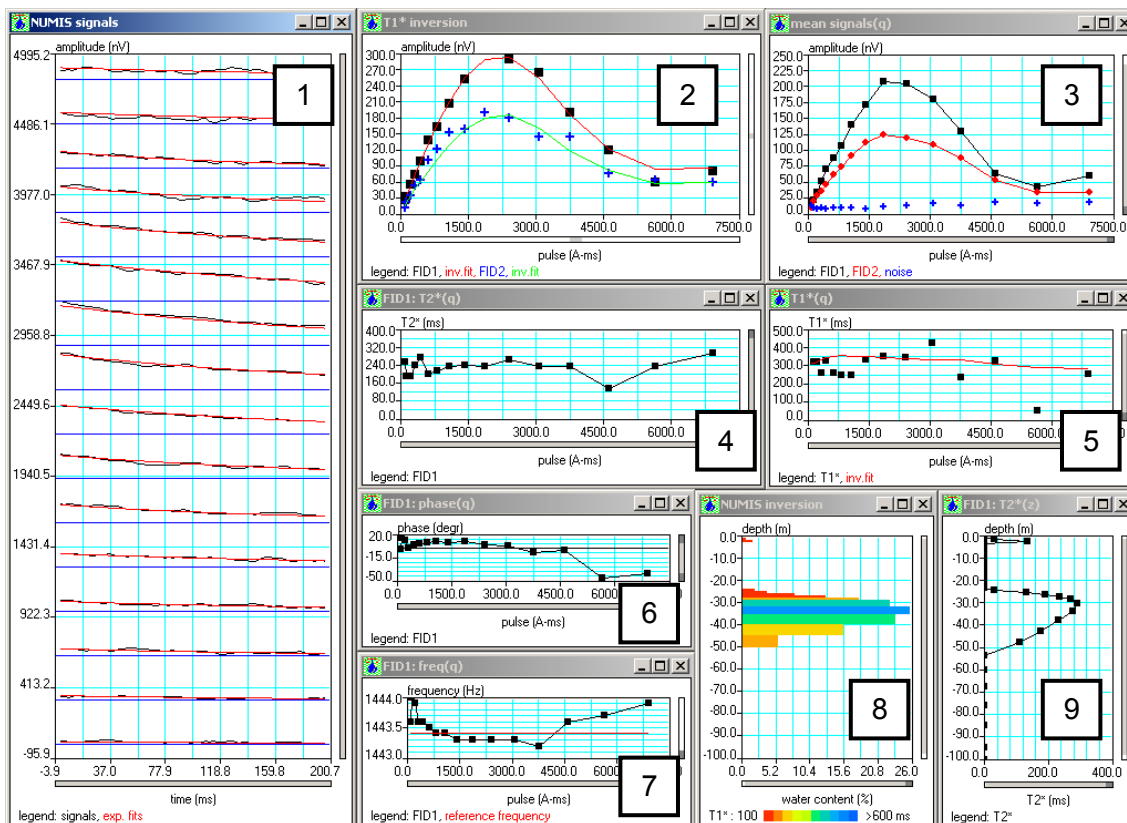 NUMIS signals
amplitude (nV)
4995.2
4486.1
3977.0
3467.9
2958.8
2449.6
1940.5
1431.4
922.3
413.2
-95.9
-3.9 37.0 77.9 118.8 159.8 200.7
time (ms)
legend: signals, exp. fits
1
T1* inversion
amplitude (nV)
300.0
270.0
240.0
210.0
180.0
150.0
120.0
90.0
60.0
30.0
0.0
0.0 1500.0 3000.0 4500.0 6000.0 7500.0
pulse (A-ms)
legend: FID1, inv.fit, FID2, inv.fit
2
mean signals(q)
amplitude (nV)
250.0
225.0
200.0
175.0
150.0
125.0
100.0
75.0
50.0
25.0
0.0
0.0 1500.0 3000.0 4500.0 6000.0 7500.0
pulse (A-ms)
legend: FID1, FID2, noise
3
FID1: T2*(q)
T2* (ms)
400.0
320.0
240.0
160.0
80.0
0.0
0.0 1500.0 3000.0 4500.0 6000.0
pulse (A-ms)
legend: FID1
4
T1*(q)
T1* (ms)
500.0
400.0
300.0
200.0
100.0
0.0
0.0 1500.0 3000.0 4500.0 6000.0
pulse (A-ms)
legend: T1*, inv.fit
5
FID1: phase(q)
phase (degr)
20.0
-15.0
-50.0
0.0 1500.0 3000.0 4500.0 6000.0 7500.0
pulse (A-ms)
legend: FID1
6
FID1: freq(q)
frequency (Hz)
1444.0
1443.5
1443.0
0.0 1500.0 3000.0 4500.0 6000.0 7500.0
pulse (A-ms)
legend: FID1, reference frequency
7
NUMIS inversion
depth (m)
0.0
-10.0
-20.0
-30.0
-40.0
-50.0
-60.0
-70.0
-80.0
-90.0
-100.0
0.0 5.2 10.4 15.6 20.8 26.0
water content (%)
T1* : 100 >600 ms
8
FID1: T2*(z)
depth (m)
0.0
-10.0
-20.0
-30.0
-40.0
-50.0
-60.0
-70.0
-80.0
-90.0
-100.0
0.0 200.0 400.0
T2* (ms)
legend: T2*
9